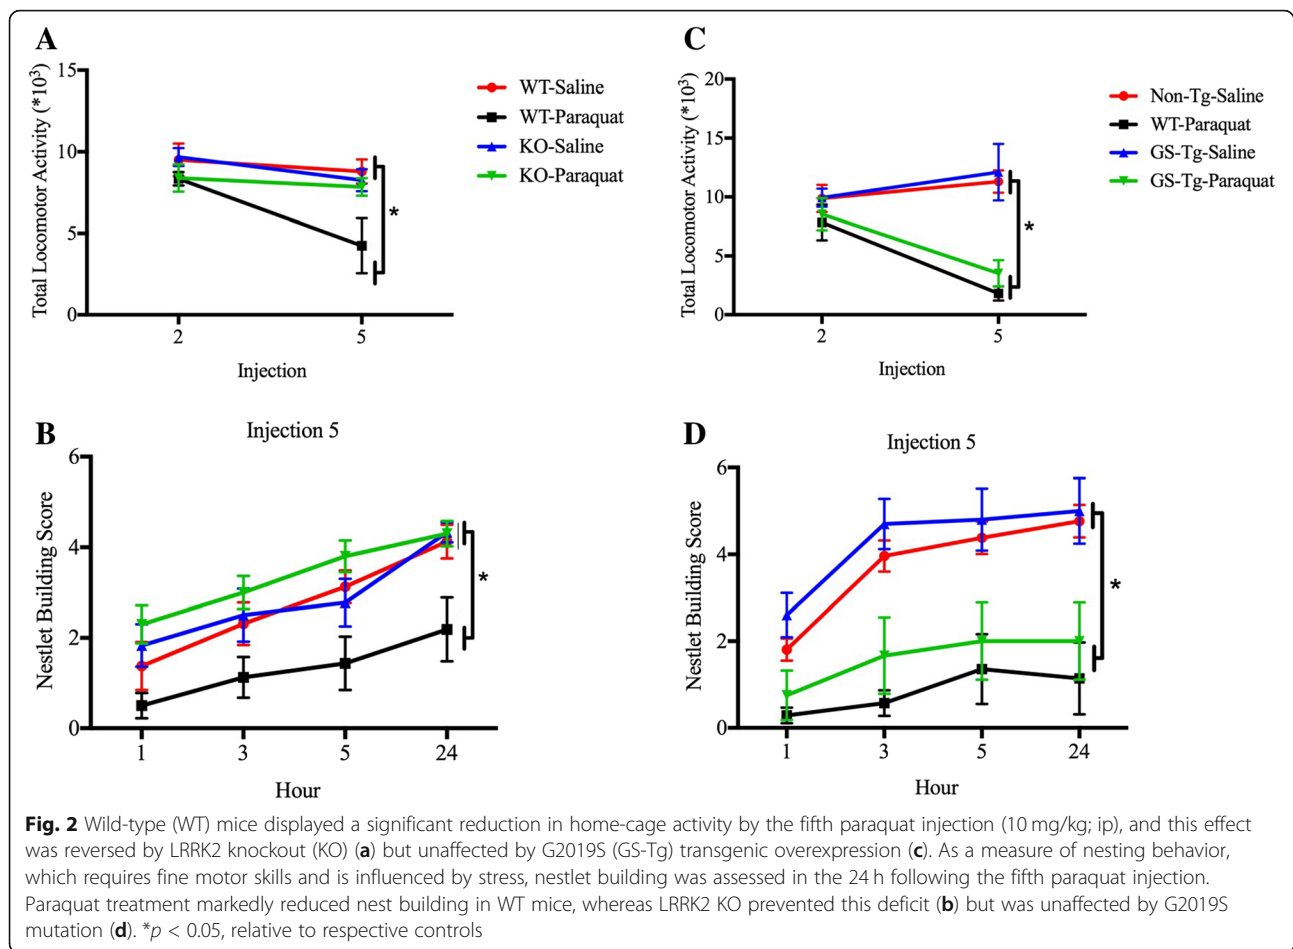 A
Total Locomotor Activity (*10³)
15
10
5
0
2
5
Injection
*
WT-Saline
WT-Paraquat
KO-Saline
KO-Paraquat
C
Total Locomotor Activity (*10³)
20
15
10
5
0
2
5
Injection
*
Non-Tg-Saline
WT-Paraquat
GS-Tg-Saline
GS-Tg-Paraquat
B
Injection 5
Nestlet Building Score
6
4
2
0
1
3
5
24
Hour
*
D
Injection 5
Nestlet Building Score
6
4
2
0
1
3
5
24
Hour
*
Fig. 2 Wild-type (WT) mice displayed a significant reduction in home-cage activity by the fifth paraquat injection (10 mg/kg; ip), and this effect
was reversed by LRRK2 knockout (KO) (a) but unaffected by G2019S (GS-Tg) transgenic overexpression (c). As a measure of nesting behavior,
which requires fine motor skills and is influenced by stress, nestlet building was assessed in the 24 h following the fifth paraquat injection.
Paraquat treatment markedly reduced nest building in WT mice, whereas LRRK2 KO prevented this deficit (b) but was unaffected by G2019S
mutation (d). *p < 0.05, relative to respective controls